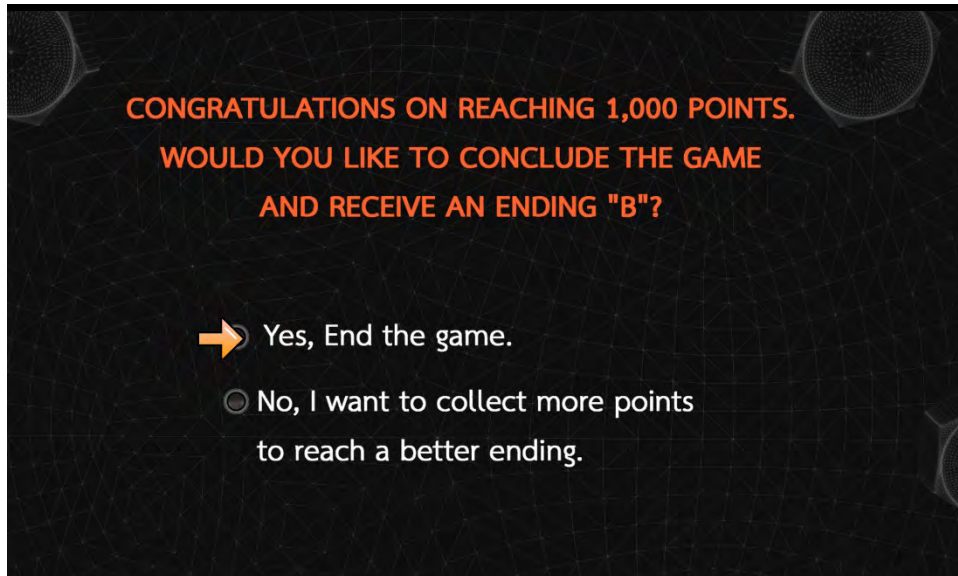 CONGRATULATIONS ON REACHING 1,000 POINTS.
WOULD YOU LIKE TO CONCLUDE THE GAME
AND RECEIVE AN ENDING "B"?
Yes, End the game.
No, I want to collect more points
to reach a better ending.